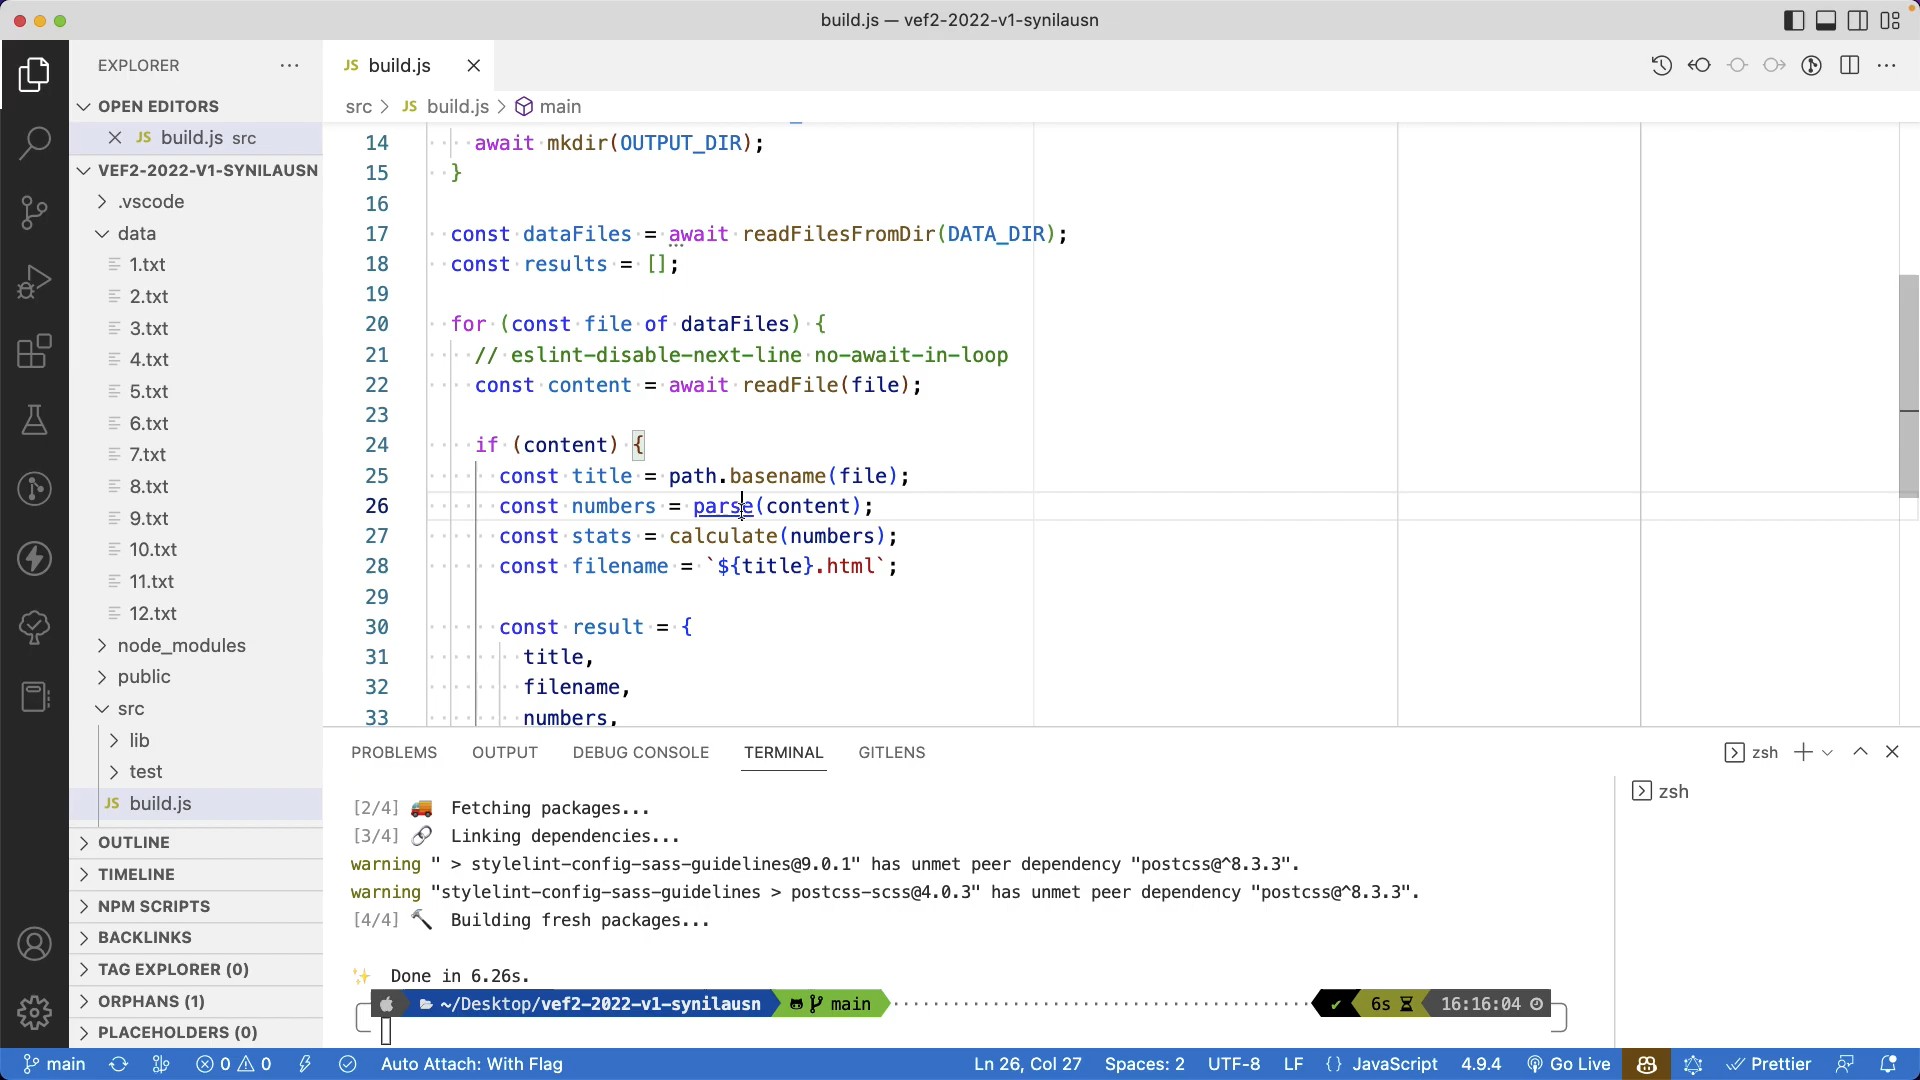 build.js — vef2-2022-v1-synilausn
EXPLORER
JS build.js
src > JS build.js > main
OPEN EDITORS
JS build.js src
VEF2-2022-V1-SYNILAUSN
.vscode
data
1.txt
2.txt
3.txt
4.txt
5.txt
6.txt
7.txt
8.txt
9.txt
10.txt
11.txt
12.txt
node_modules
public
src
lib
test
JS build.js
OUTLINE
TIMELINE
NPM SCRIPTS
BACKLINKS
TAG EXPLORER (0)
ORPHANS (1)
PLACEHOLDERS (0)
14 await mkdir(OUTPUT_DIR);
15 }
16
17 const dataFiles = await readFilesFromDir(DATA_DIR);
18 const results = [];
19
20 for (const file of dataFiles) {
21 // eslint-disable-next-line no-await-in-loop
22 const content = await readFile(file);
23
24 if (content) {
25 const title = path.basename(file);
26 const numbers = parse(content);
27 const stats = calculate(numbers);
28 const filename = `${title}.html`;
29
30 const result = {
31 title,
32 filename,
33 numbers,
PROBLEMS OUTPUT DEBUG CONSOLE TERMINAL GITLENS
zsh
zsh
[2/4] 🚚 Fetching packages...
[3/4] 🔗 Linking dependencies...
warning " > stylelint-config-sass-guidelines@9.0.1" has unmet peer dependency "postcss@^8.3.3".
warning "stylelint-config-sass-guidelines > postcss-scss@4.0.3" has unmet peer dependency "postcss@^8.3.3".
[4/4] 🔨 Building fresh packages...
✨ Done in 6.26s.
~/Desktop/vef2-2022-v1-synilausn main ✔ 6s 16:16:04
main 0 0 Auto Attach: With Flag Ln 26, Col 27 Spaces: 2 UTF-8 LF {} JavaScript 4.9.4 Go Live Prettier